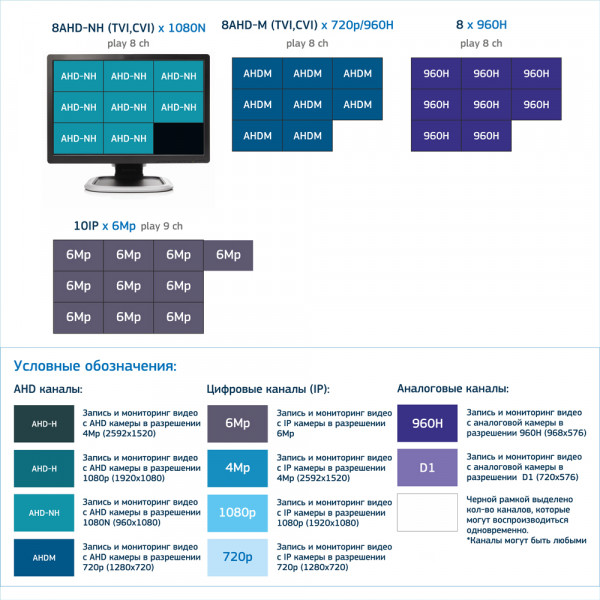 8AHD-NH (TVI,CVI) x 1080N
play 8 ch
AHD-NH AHD-NH AHD-NH
AHD-NH AHD-NH AHD-NH
AHD-NH AHD-NH
8AHD-M (TVI,CVI) x 720p/960H
play 8 ch
AHDM AHDM AHDM
AHDM AHDM AHDM
AHDM AHDM
8 x 960H
play 8 ch
960H 960H 960H
960H 960H 960H
960H 960H
10IP x 6Mp play 9 ch
6Mp 6Mp 6Mp 6Mp
6Mp 6Mp 6Mp
6Mp 6Mp 6Mp
Условные обозначения:
AHD каналы:
AHD-H
Запись и мониторинг видео
с AHD камеры в разрешении
4Mp (2592x1520)
AHD-H
Запись и мониторинг видео
с AHD камеры в разрешении
1080p (1920x1080)
AHD-NH
Запись и мониторинг видео
с AHD камеры в разрешении
1080N (960x1080)
AHDM
Запись и мониторинг видео
с AHD камеры в разрешении
720p (1280x720)
Цифровые каналы (IP):
6Mp
Запись и мониторинг видео
с IP камеры в разрешении
6Mp
4Mp
Запись и мониторинг видео
с IP камеры в разрешении
4Mp (2592x1520)
1080p
Запись и мониторинг видео
с IP камеры в разрешении
1080p (1920x1080)
720p
Запись и мониторинг видео
с IP камеры в разрешении
720p (1280x720)
Аналоговые каналы:
960H
Запись и мониторинг видео
с аналоговой камеры в
разрешении 960H (968x576)
D1
Запись и мониторинг видео
с аналоговой камеры в
разрешении D1 (720x576)
Черной рамкой выделено
кол-во каналов, которые
могут воспроизводиться
одновременно.
*Каналы могут быть любыми